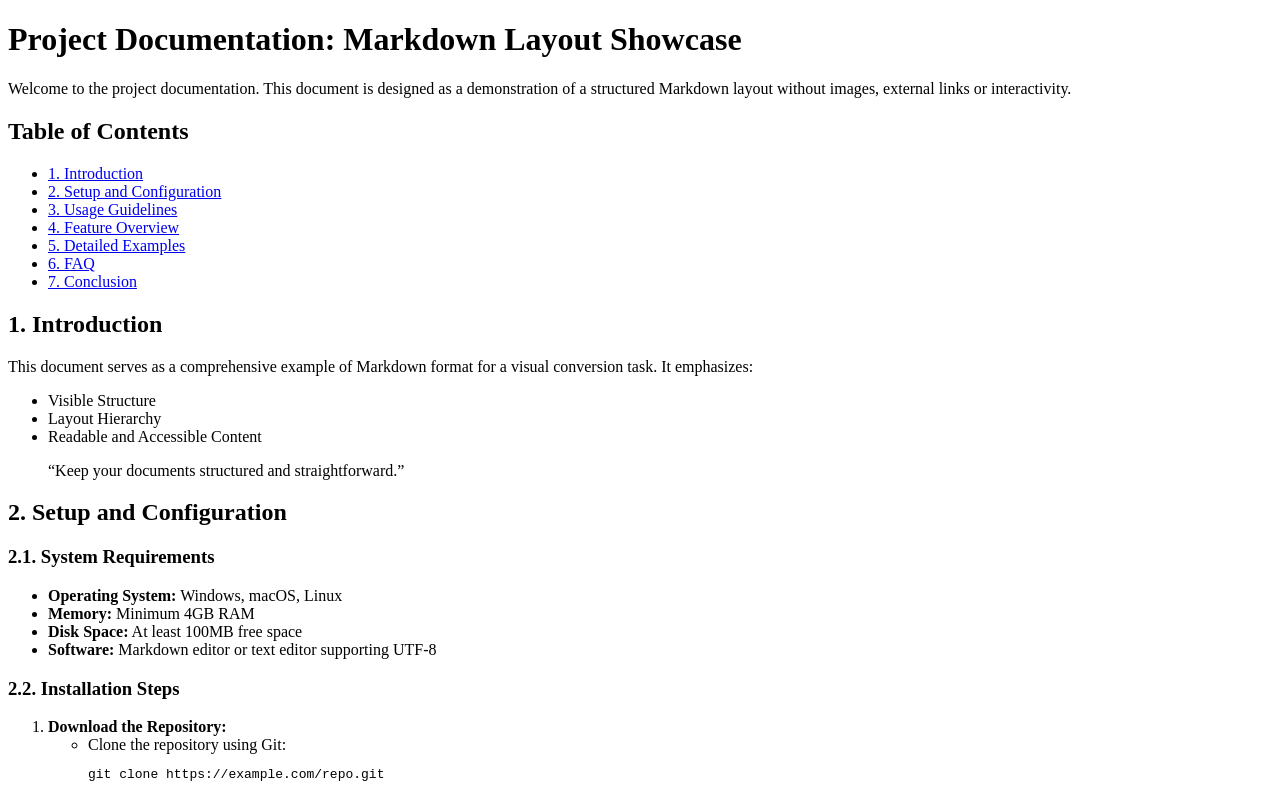 Project Documentation: Markdown Layout Showcase
Welcome to the project documentation. This document is designed as a demonstration of a structured Markdown layout without images, external links or interactivity.
Table of Contents
1. Introduction
2. Setup and Configuration
3. Usage Guidelines
4. Feature Overview
5. Detailed Examples
6. FAQ
7. Conclusion
1. Introduction
This document serves as a comprehensive example of Markdown format for a visual conversion task. It emphasizes:
Visible Structure
Layout Hierarchy
Readable and Accessible Content
“Keep your documents structured and straightforward.”
2. Setup and Configuration
2.1. System Requirements
Operating System: Windows, macOS, Linux
Memory: Minimum 4GB RAM
Disk Space: At least 100MB free space
Software: Markdown editor or text editor supporting UTF-8
2.2. Installation Steps
1. Download the Repository:
Clone the repository using Git:
git clone https://example.com/repo.git